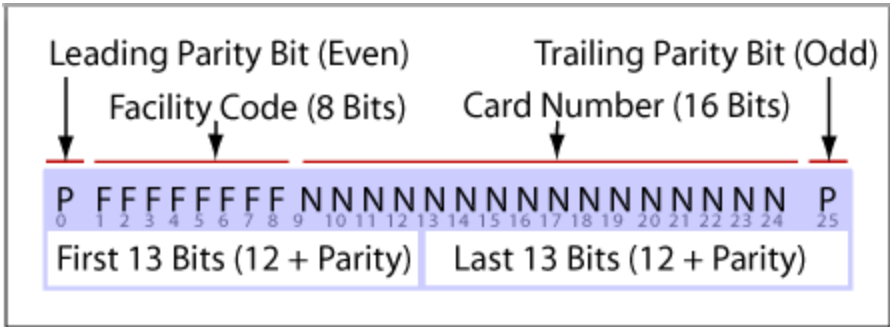 Leading Parity Bit (Even) Trailing Parity Bit (Odd)
Facility Code (8 Bits) Card Number (16 Bits)
P F F F F F F F F N N N N N N N N N N N N N N N N P
0 1 2 3 4 5 6 7 8 9 10 11 12 13 14 15 16 17 18 19 20 21 22 23 24 25
First 13 Bits (12 + Parity) Last 13 Bits (12 + Parity)